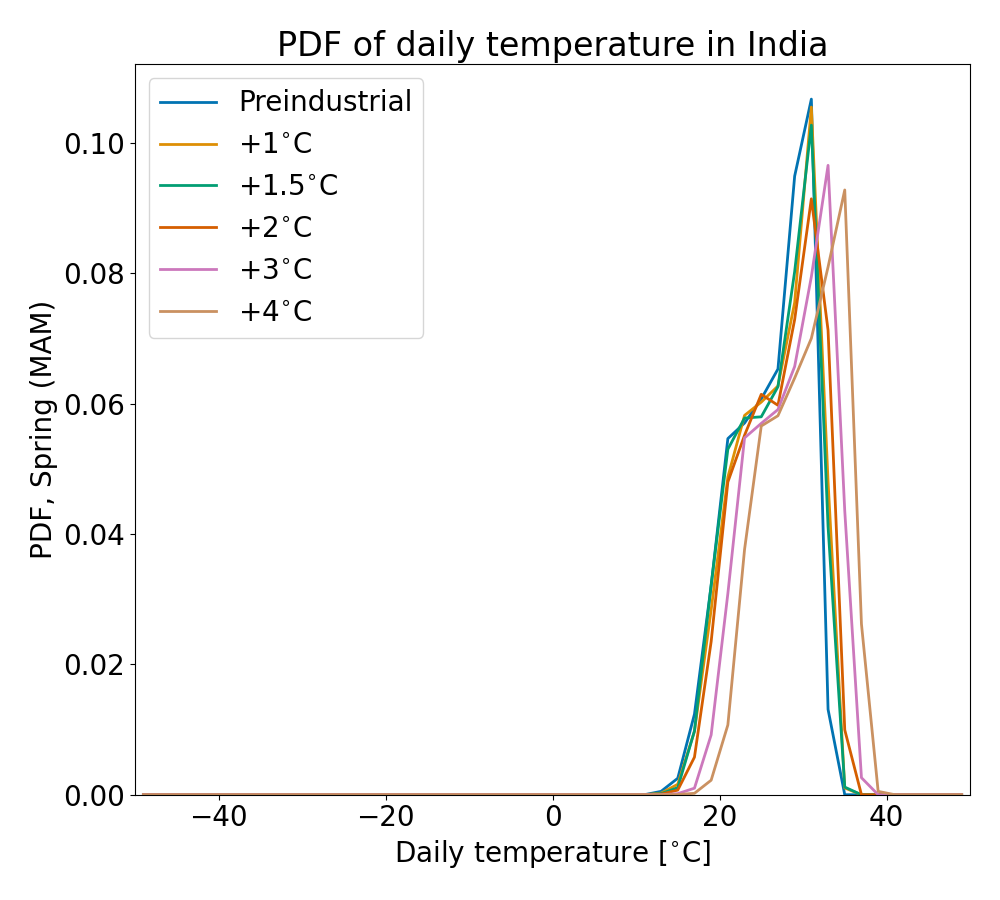 PDF of daily temperature in India
Preindustrial
+1°C
+1.5°C
+2°C
+3°C
+4°C
PDF, Spring (MAM)
0.10
0.08
0.06
0.04
0.02
0.00
−40
−20
0
20
40
Daily temperature [°C]